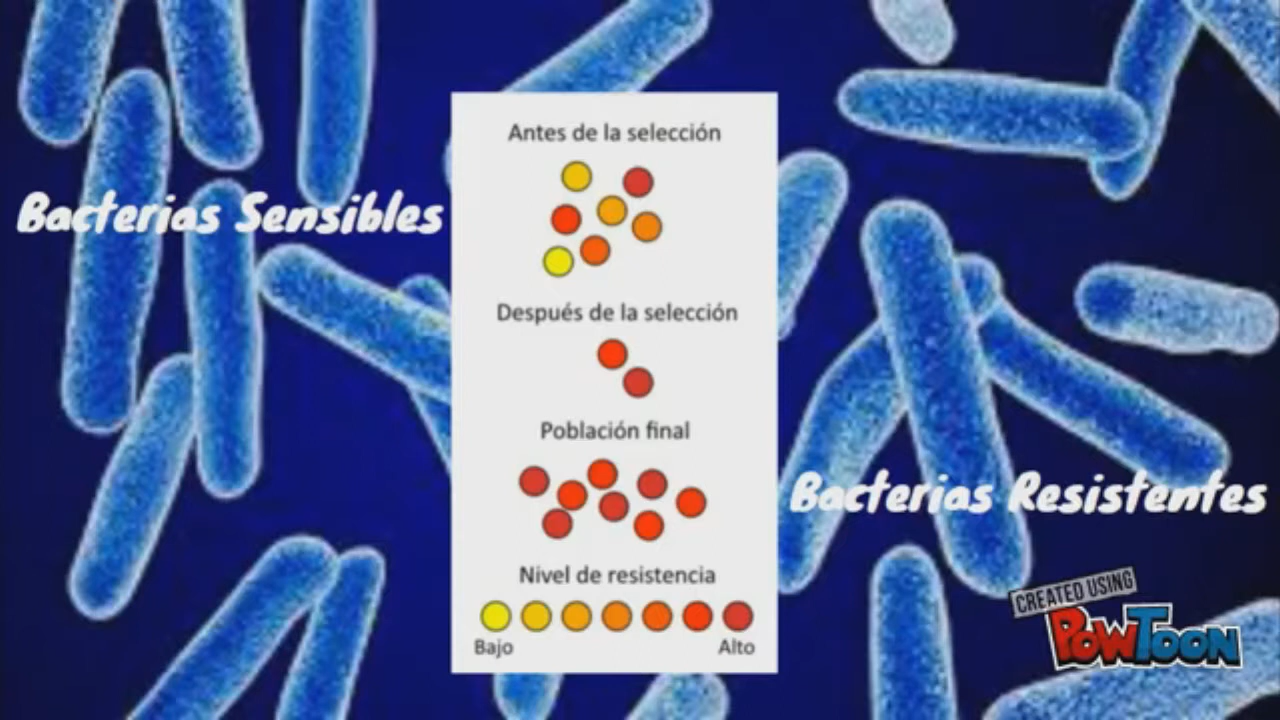 Antes de la selección
Bacterias Sensibles
Después de la selección
Población final
Bacterias Resistentes
Nivel de resistencia
Bajo
Alto
CREATED USING
POWTOON